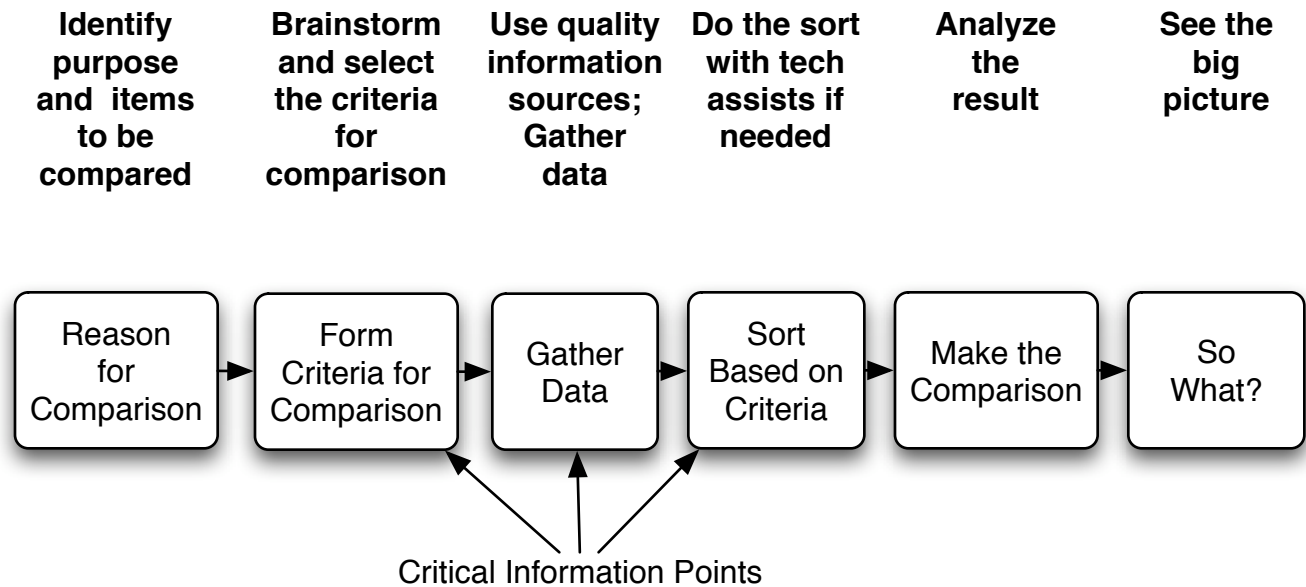 Identify
purpose
and items
to be
compared
Brainstorm
and select
the criteria
for
comparison
Use quality
information
sources;
Gather
data
Do the sort
with tech
assists if
needed
Analyze
the
result
See the
big
picture
Reason
for
Comparison
Form
Criteria for
Comparison
Gather
Data
Sort
Based on
Criteria
Make the
Comparison
So
What?
Critical Information Points